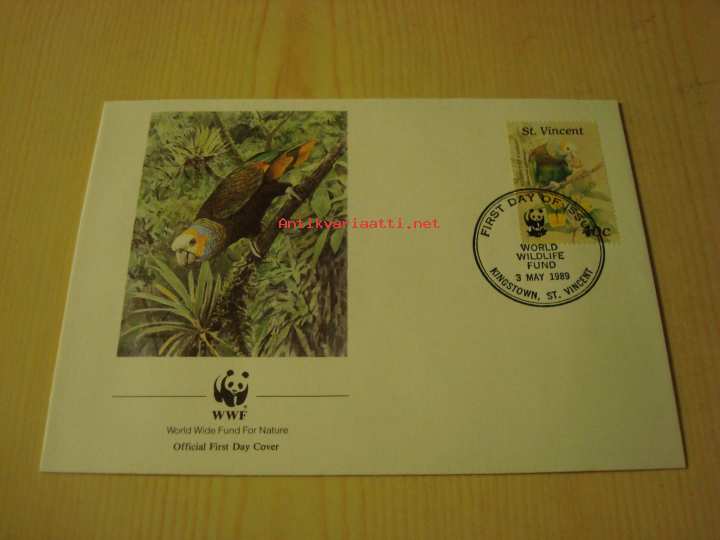 St. Vincent
40c
FIRST DAY OF ISSUE
WORLD
WILDLIFE
FUND
3 MAY 1989
KINGSTOWN, ST. VINCENT
Antikvariaatti.net
WWF
World Wide Fund For Nature
Official First Day Cover